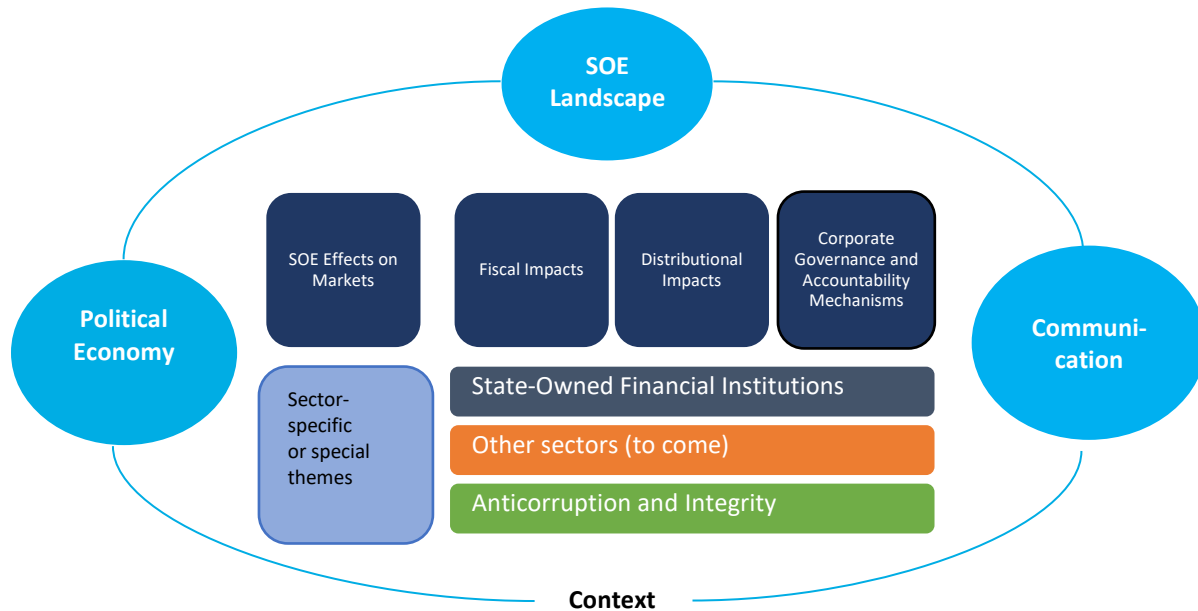 SOE
Landscape
SOE Effects on
Markets
Fiscal Impacts
Distributional
Impacts
Corporate
Governance and
Accountability
Mechanisms
Political
Economy
Communi-
cation
Sector-
specific
or special
themes
State-Owned Financial Institutions
Other sectors (to come)
Anticorruption and Integrity
Context